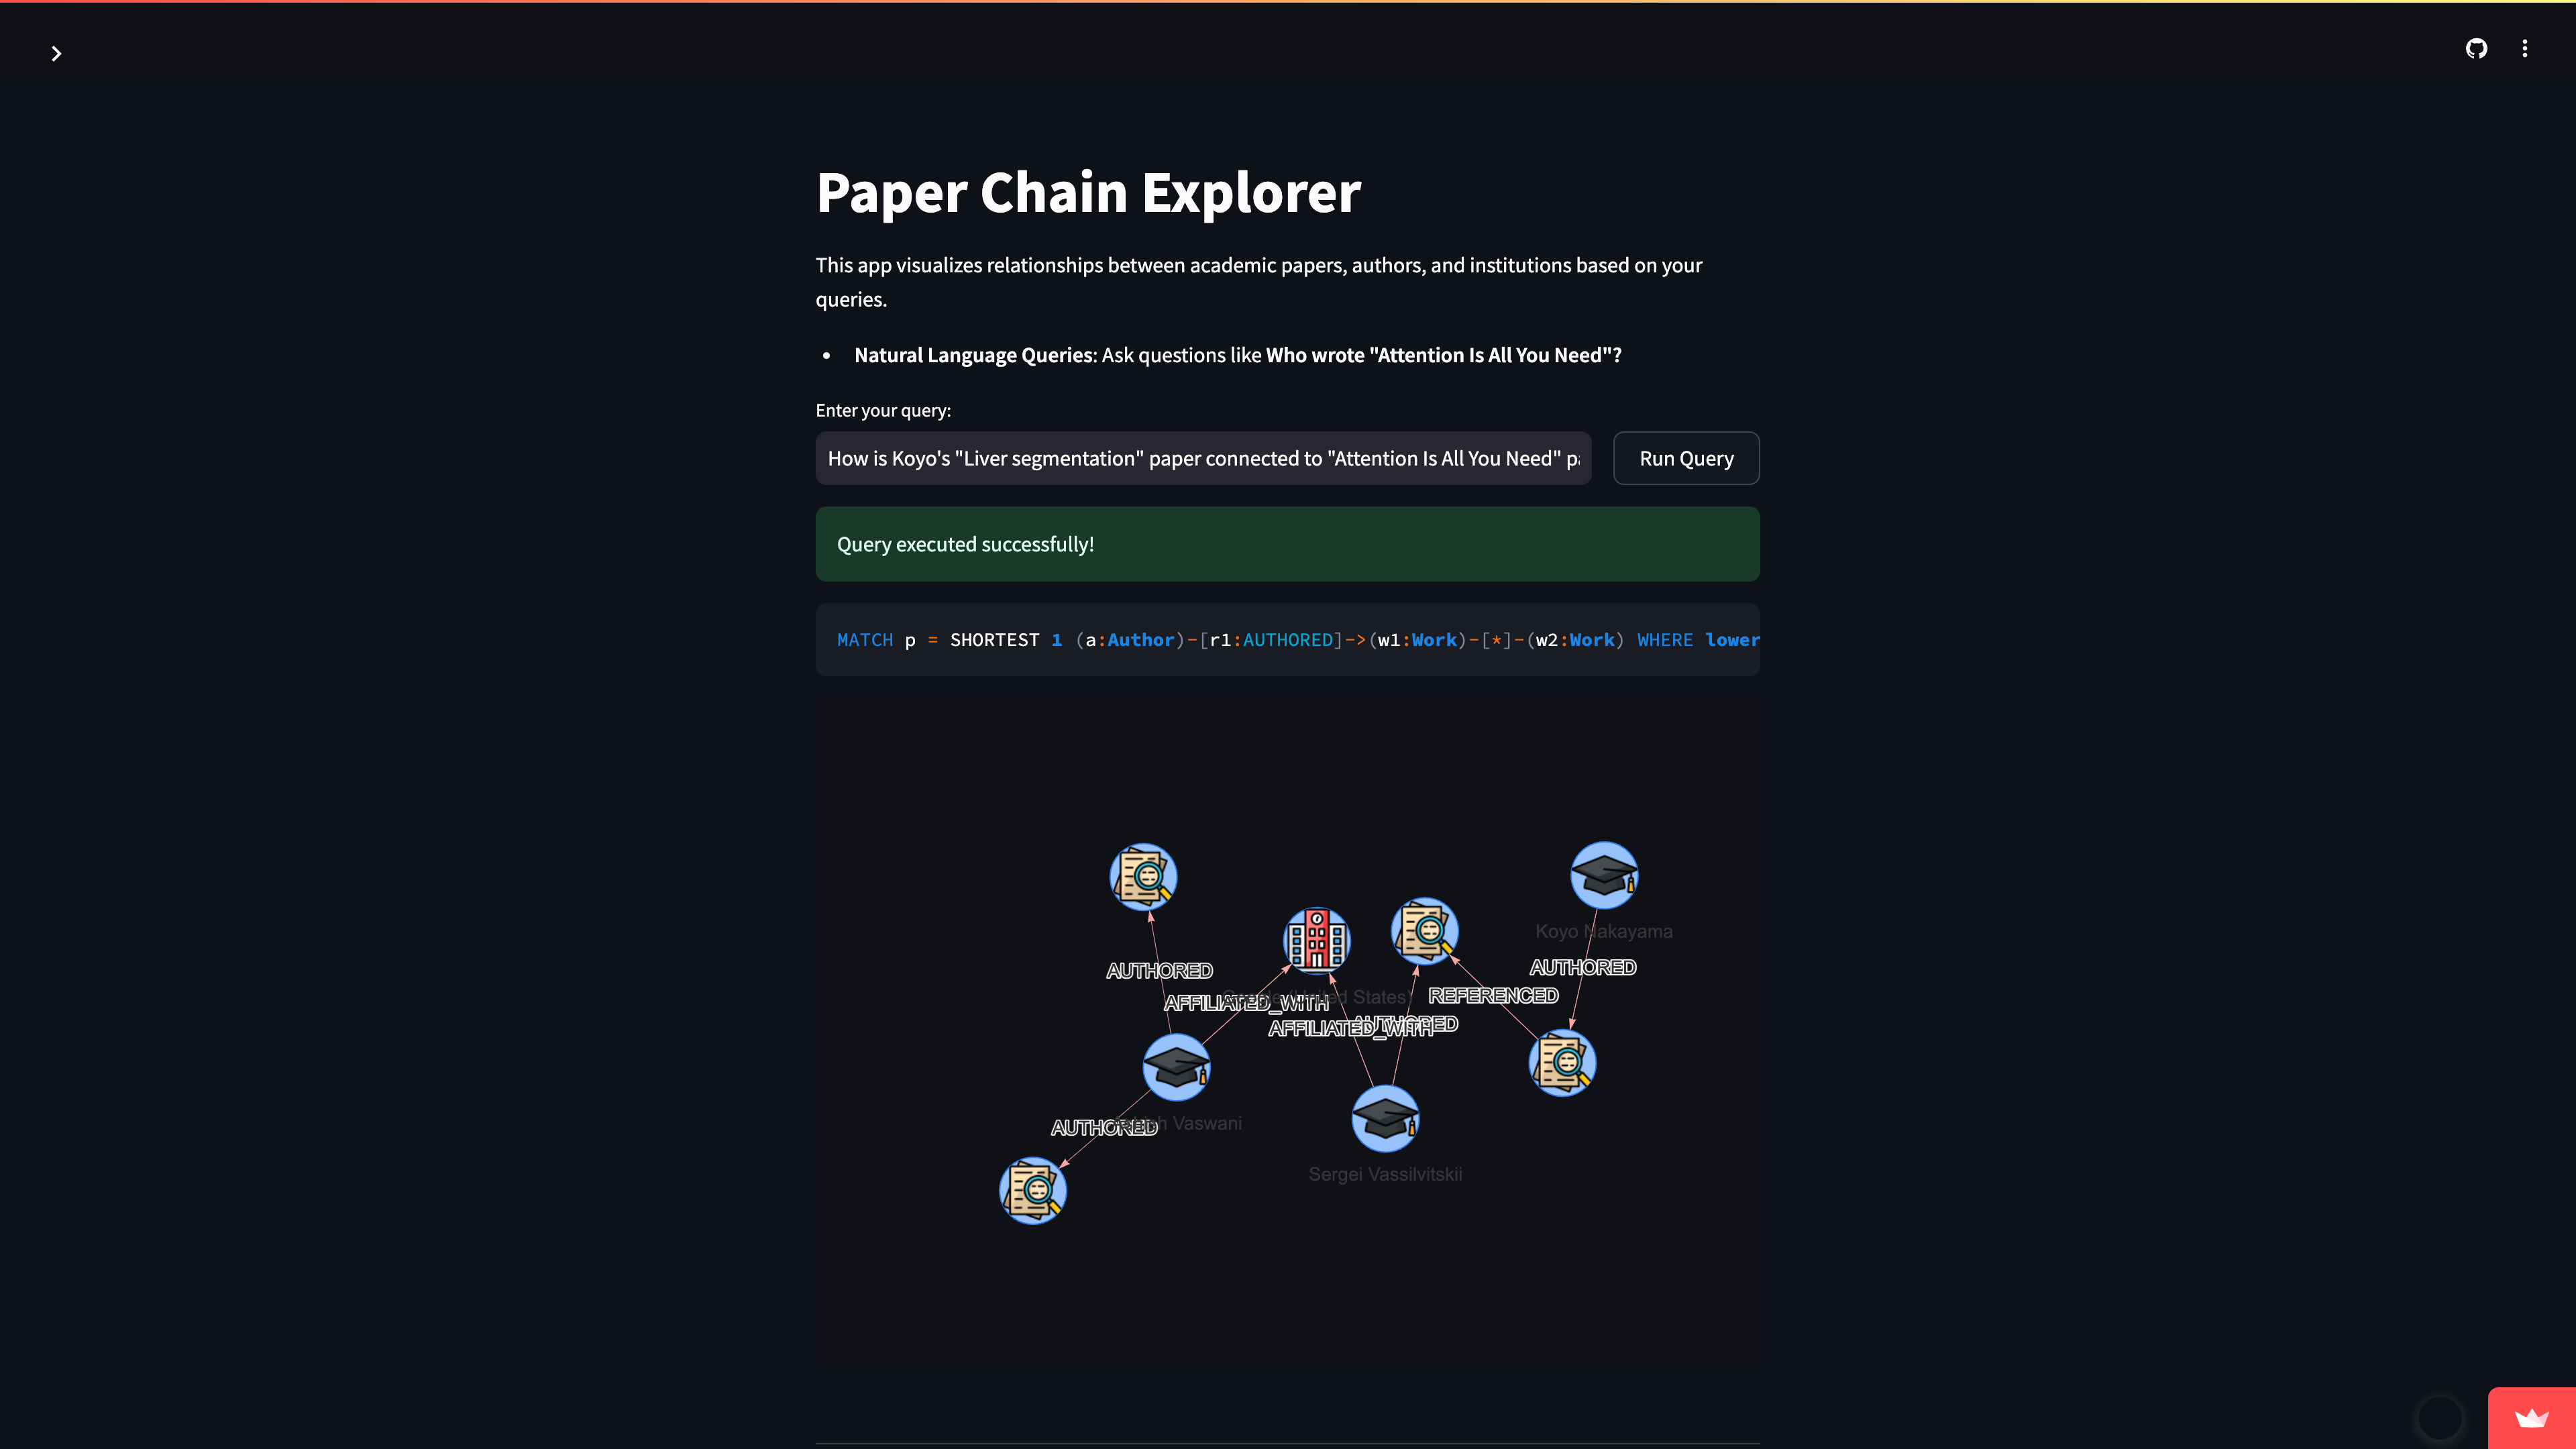 Paper Chain Explorer
This app visualizes relationships between academic papers, authors, and institutions based on your
queries.
• Natural Language Queries: Ask questions like Who wrote "Attention Is All You Need"?
Enter your query:
How is Koyo's "Liver segmentation" paper connected to "Attention Is All You Need" pa
Run Query
Query executed successfully!
MATCH p = SHORTEST 1 (a:Author)-[r1:AUTHORED]->(w1:Work)-[*]-(w2:Work) WHERE lower
Koyo Nakayama
AUTHORED
AUTHORED
REFERENCED
(United States)
AFFILIATED_WITH
AUTHORED
AFFILIATED_WITH
Vaswani
AUTHORED
Sergei Vassilvitskii